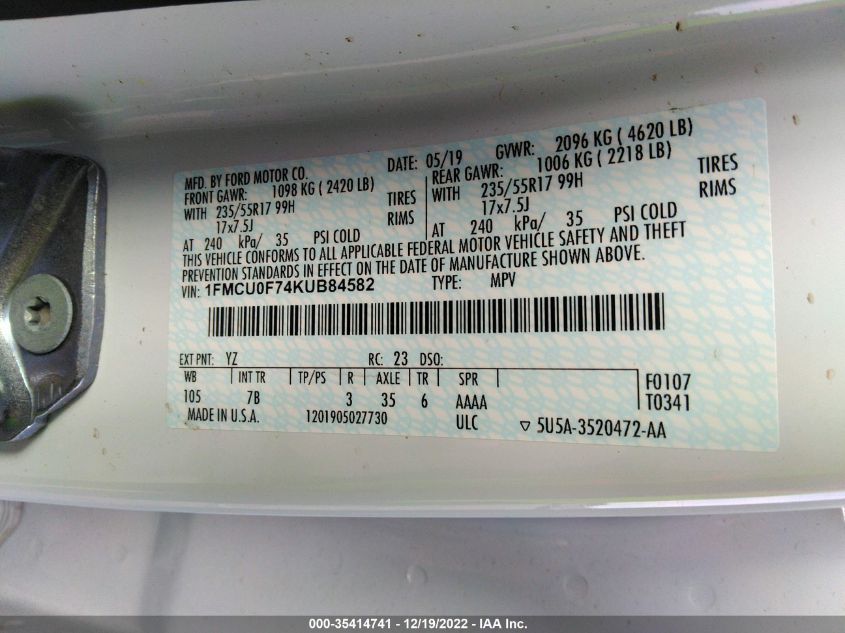 MFD. BY FORD MOTOR CO. DATE: 05/19 GVWR: 2096 KG ( 4620 LB)
FRONT GAWR: 1098 KG ( 2420 LB) REAR GAWR: 1006 KG ( 2218 LB)
WITH 235/55R17 99H TIRES WITH 235/55R17 99H TIRES
17x7.5J RIMS 17x7.5J RIMS
AT 240 kPa/ 35 PSI COLD AT 240 kPa/ 35 PSI COLD
THIS VEHICLE CONFORMS TO ALL APPLICABLE FEDERAL MOTOR VEHICLE SAFETY AND THEFT
PREVENTION STANDARDS IN EFFECT ON THE DATE OF MANUFACTURE SHOWN ABOVE.
VIN: 1FMCU0F74KUB84582 TYPE: MPV
EXT PNT: YZ RC: 23 DSO:
WB INT TR TP/PS R AXLE TR SPR F0107
105 7B 3 35 6 AAAA T0341
MADE IN U.S.A. 1201905027730 ULC ▽ 5U5A-3520472-AA
000-35414741 - 12/19/2022 - IAA Inc.